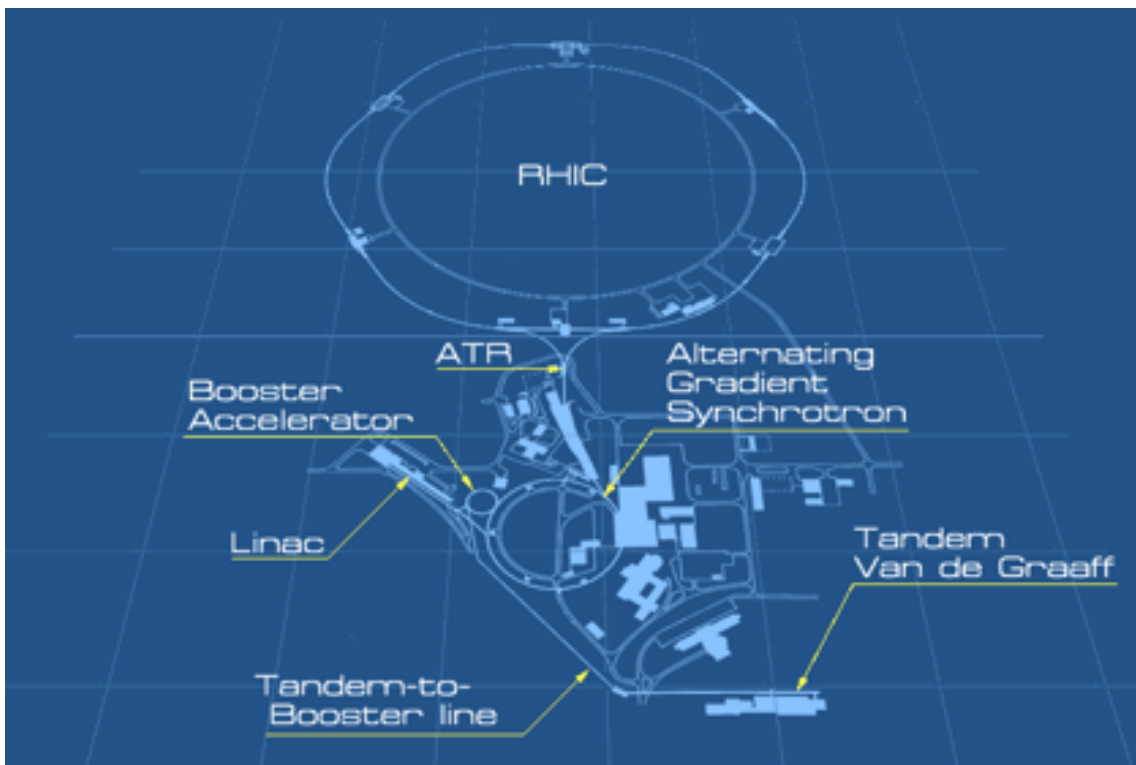 RHIC
ATR
Alternating
Gradient
Synchrotron
Booster
Accelerator
Linac
Tandem
Van de Graaff
Tandem-to-
Booster line